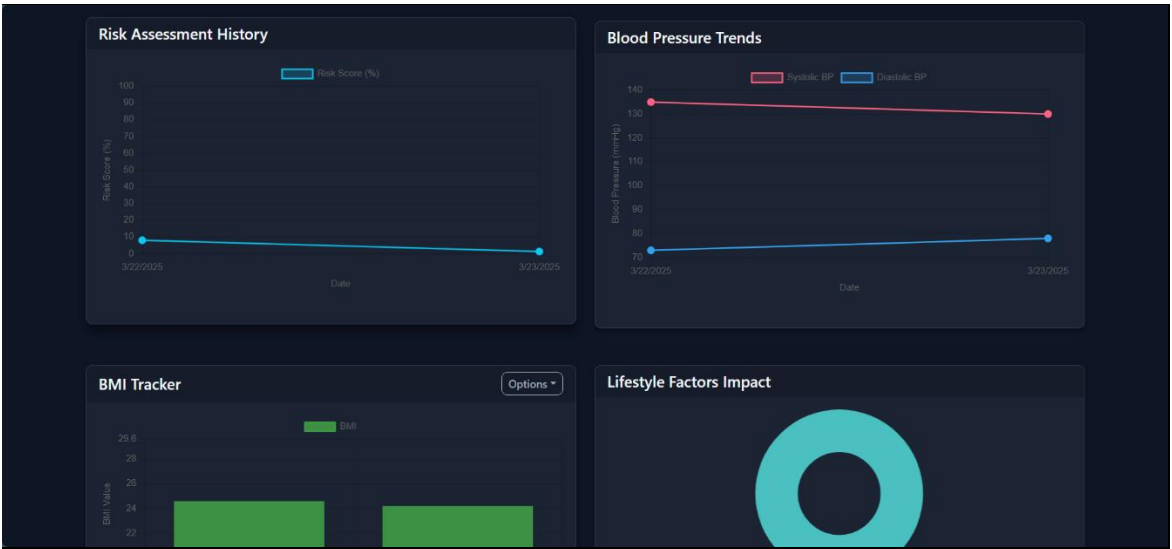 Risk Assessment History
Risk Score (%)
100
90
80
70
60
50
40
30
20
10
0
Risk Score (%)
3/22/2025
3/23/2025
Date
Blood Pressure Trends
Systolic BP
Diastolic BP
140
130
120
110
100
90
80
70
Blood Pressure (mmHg)
3/22/2025
3/23/2025
Date
BMI Tracker
Options
BMI
29.6
28
26
24
22
BMI Value
Lifestyle Factors Impact